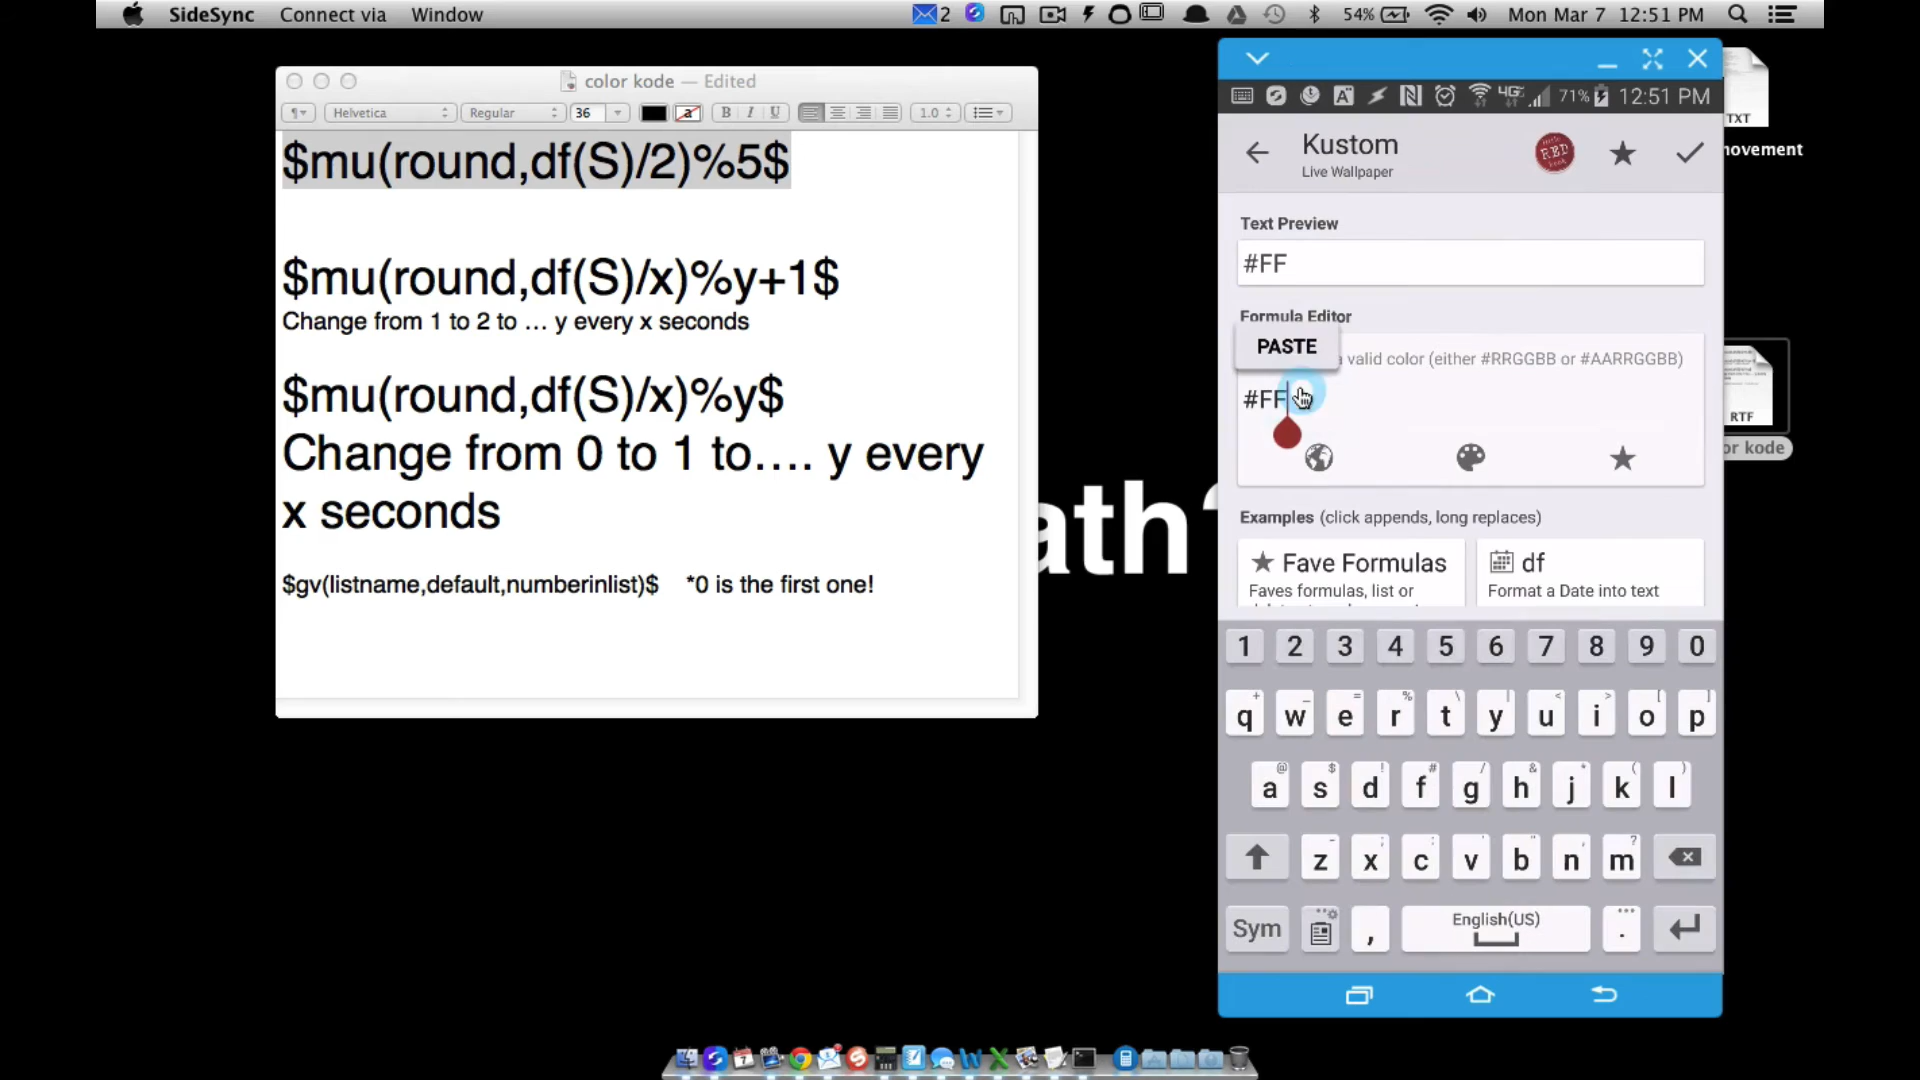 SideSync Connect via Window
2 54% Mon Mar 7 12:51 PM
color kode — Edited
Helvetica Regular 36 a B I U 1.0
$mu(round,df(S)/2)%5$
$mu(round,df(S)/x)%y+1$
Change from 1 to 2 to … y every x seconds
$mu(round,df(S)/x)%y$
Change from 0 to 1 to…. y every
x seconds
$gv(listname,default,numberinlist)$ *0 is the first one!
ath?
TXT
ovement
RTF
or kode
4G 71% 12:51 PM
Kustom
Live Wallpaper
RED
Text Preview
#FF
Formula Editor
PASTE
a valid color (either #RRGGBB or #AARRGGBB)
#FF
Examples (click appends, long replaces)
Fave Formulas
Faves formulas, list or
df
Format a Date into text
1 2 3 4 5 6 7 8 9 0
+ _ = % \ | < > [ ]
q w e r t y u i o p
@ $ ! # / & * ( )
a s d f g h j k l
- ' : ; " , ?
z x c v b n m
Sym , English(US) .